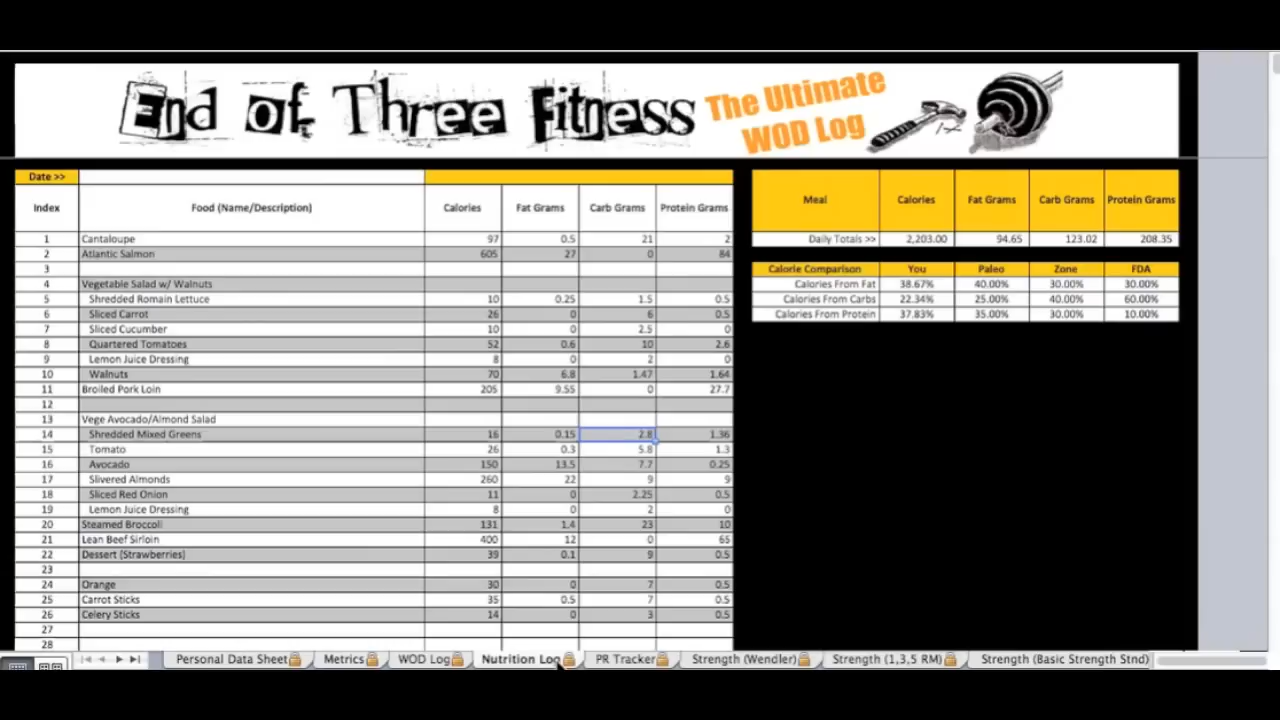 End of Three Fitness
The Ultimate
WOD Log
Date >>
Index Food (Name/Description) Calories Fat Grams Carb Grams Protein Grams
1 Cantaloupe 97 0.5 21 2
2 Atlantic Salmon 605 27 0 84
3
4 Vegetable Salad w/ Walnuts
5 Shredded Romain Lettuce 10 0.25 1.5 0.5
6 Sliced Carrot 26 0 6 0.5
7 Sliced Cucumber 10 0 2.5 0
8 Quartered Tomatoes 52 0.6 10 2.6
9 Lemon Juice Dressing 8 0 2 0
10 Walnuts 70 6.8 1.47 1.64
11 Broiled Pork Loin 205 9.55 0 27.7
12
13 Vege Avocado/Almond Salad
14 Shredded Mixed Greens 16 0.15 2.8 1.36
15 Tomato 26 0.3 5.8 1.3
16 Avocado 150 13.5 7.7 0.25
17 Slivered Almonds 260 22 9 9
18 Sliced Red Onion 11 0 2.25 0.5
19 Lemon Juice Dressing 8 0 2 0
20 Steamed Broccoli 131 1.4 23 10
21 Lean Beef Sirloin 400 12 0 65
22 Dessert (Strawberries) 39 0.1 9 0.5
23
24 Orange 30 0 7 0.5
25 Carrot Sticks 35 0.5 7 0.5
26 Celery Sticks 14 0 3 0.5
27
28
Meal Calories Fat Grams Carb Grams Protein Grams
Daily Totals >> 2,203.00 94.65 123.02 208.35
Calorie Comparison You Paleo Zone FDA
Calories From Fat 38.67% 40.00% 30.00% 30.00%
Calories From Carbs 22.34% 25.00% 40.00% 60.00%
Calories From Protein 37.83% 35.00% 30.00% 10.00%
Personal Data Sheet Metrics WOD Log Nutrition Log PR Tracker Strength (Wendler) Strength (1,3,5 RM) Strength (Basic Strength Stnd)